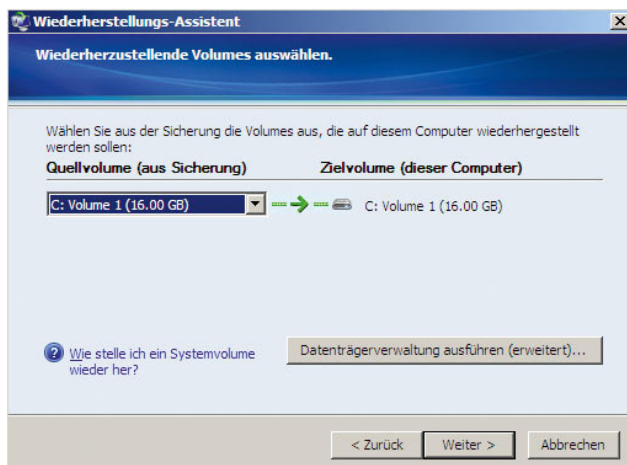 Wiederherstellungs-Assistent
Wiederherzustellende Volumes auswählen.
Wählen Sie aus der Sicherung die Volumes aus, die auf diesem Computer wiederhergestellt
werden sollen:
Quellvolume (aus Sicherung) Zielvolume (dieser Computer)
C: Volume 1 (16.00 GB) C: Volume 1 (16.00 GB)
Wie stelle ich ein Systemvolume
wieder her?
Datenträgerverwaltung ausführen (erweitert)...
< Zurück Weiter > Abbrechen